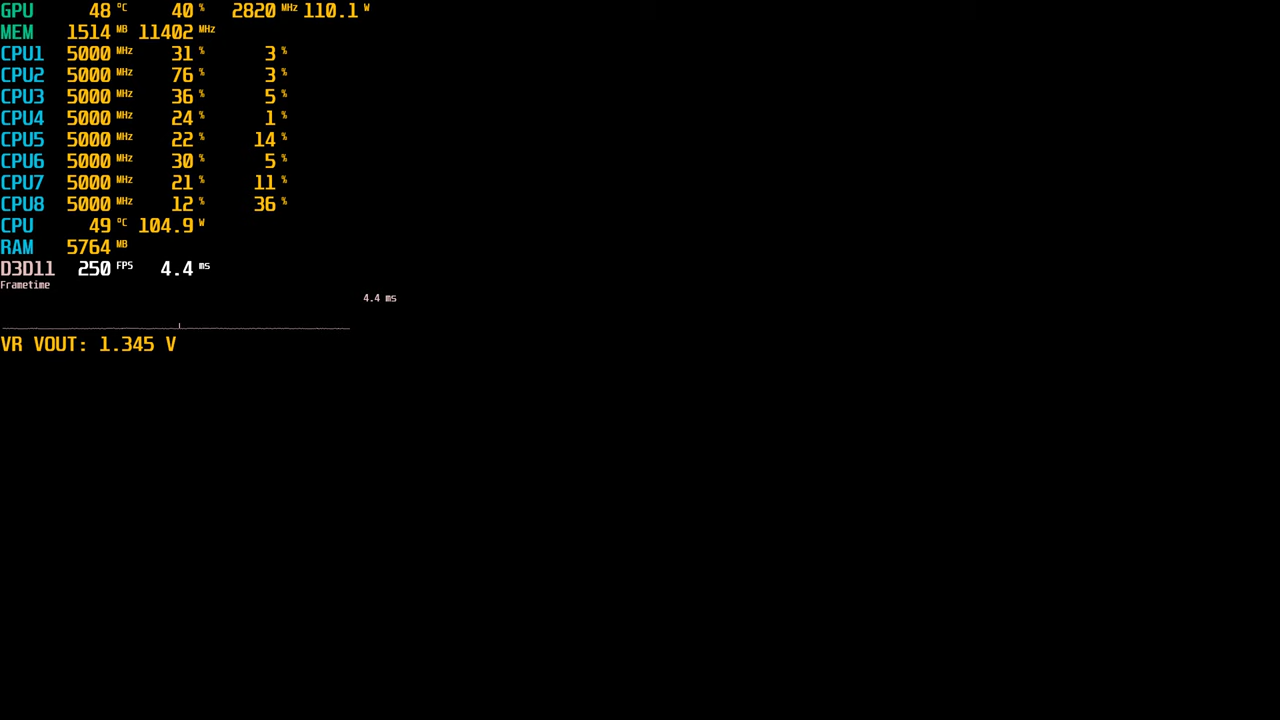 GPU 48 °C 40 % 2820 MHz 110.1 W
MEM 1514 MB 11402 MHz
CPU1 5000 MHz 31 % 3 %
CPU2 5000 MHz 76 % 3 %
CPU3 5000 MHz 36 % 5 %
CPU4 5000 MHz 24 % 1 %
CPU5 5000 MHz 22 % 14 %
CPU6 5000 MHz 30 % 5 %
CPU7 5000 MHz 21 % 11 %
CPU8 5000 MHz 12 % 36 %
CPU 49 °C 104.9 W
RAM 5764 MB
D3D11 250 FPS 4.4 ms
Frametime
4.4 ms
VR VOUT: 1.345 V